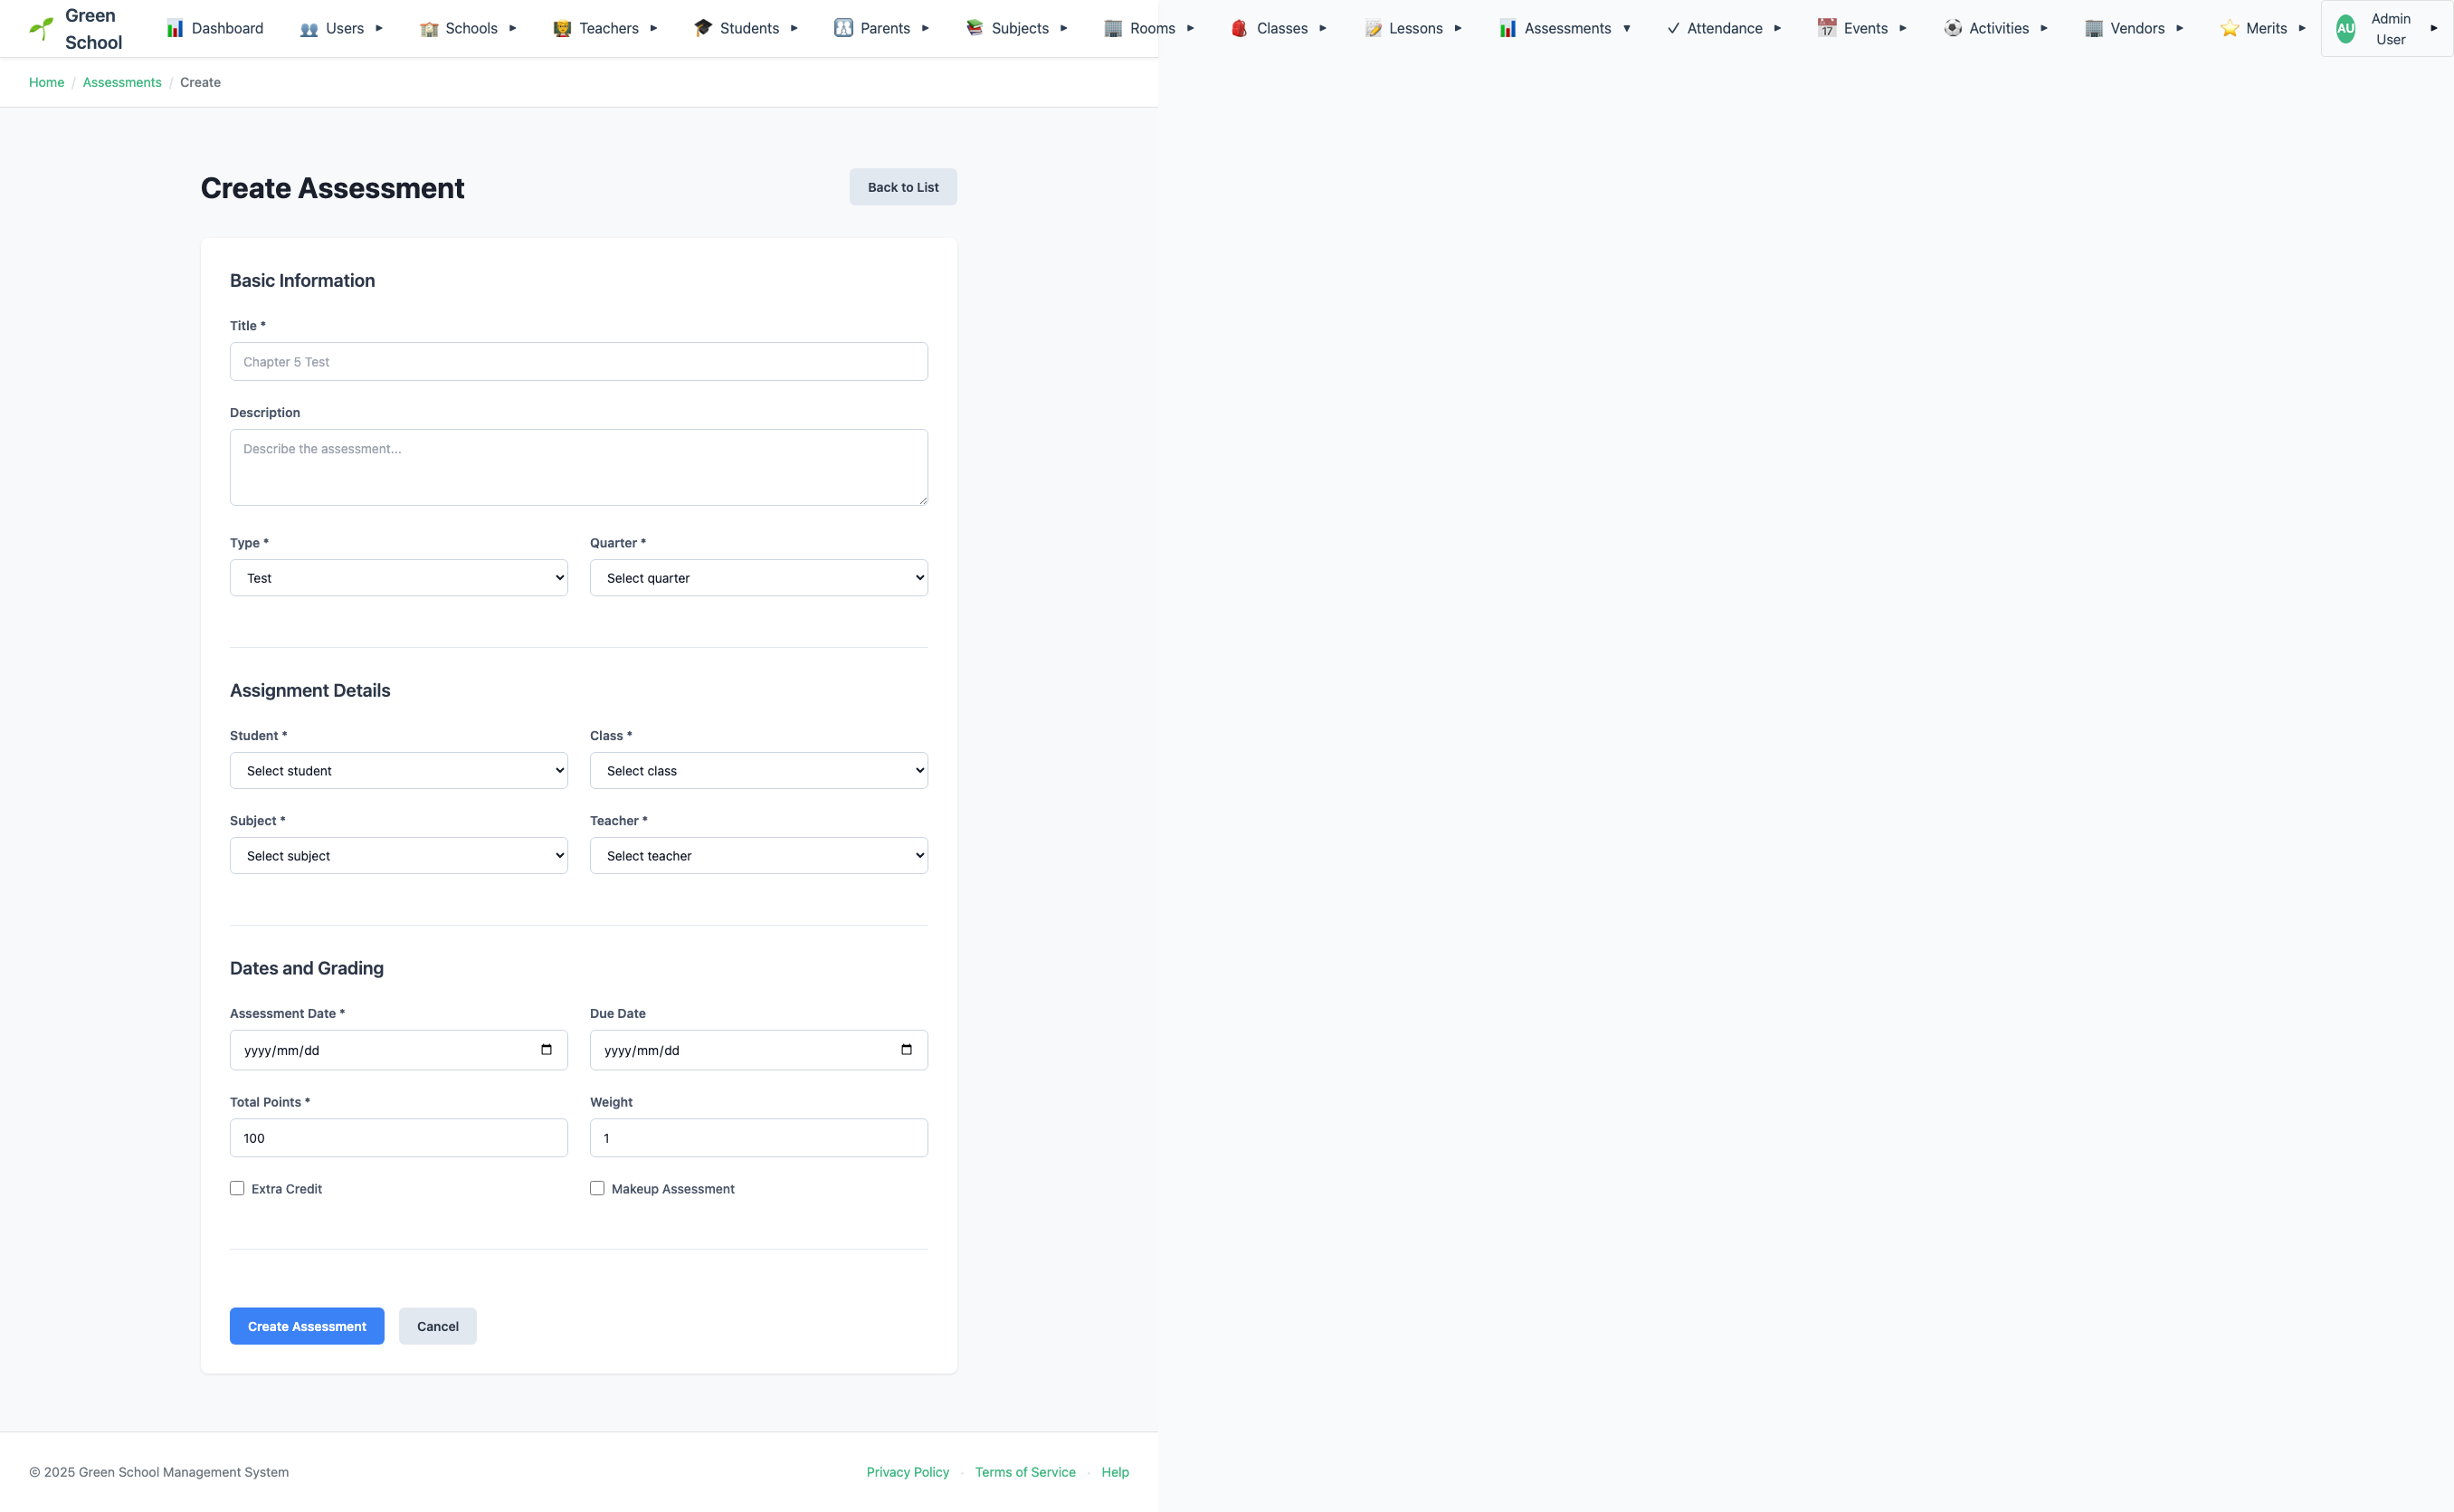 Green School
Dashboard
Users
Schools
Teachers
Students
Parents
Subjects
Rooms
Classes
Lessons
Assessments
Attendance
Events
Activities
Vendors
Merits
AU
Admin User
Home / Assessments / Create
Create Assessment
Back to List
Basic Information
Title *
Chapter 5 Test
Description
Describe the assessment...
Type *
Quarter *
Test
Select quarter
Assignment Details
Student *
Class *
Select student
Select class
Subject *
Teacher *
Select subject
Select teacher
Dates and Grading
Assessment Date *
Due Date
yyyy/mm/dd
yyyy/mm/dd
Total Points *
Weight
100
1
Extra Credit
Makeup Assessment
Create Assessment
Cancel
© 2025 Green School Management System
Privacy Policy · Terms of Service · Help